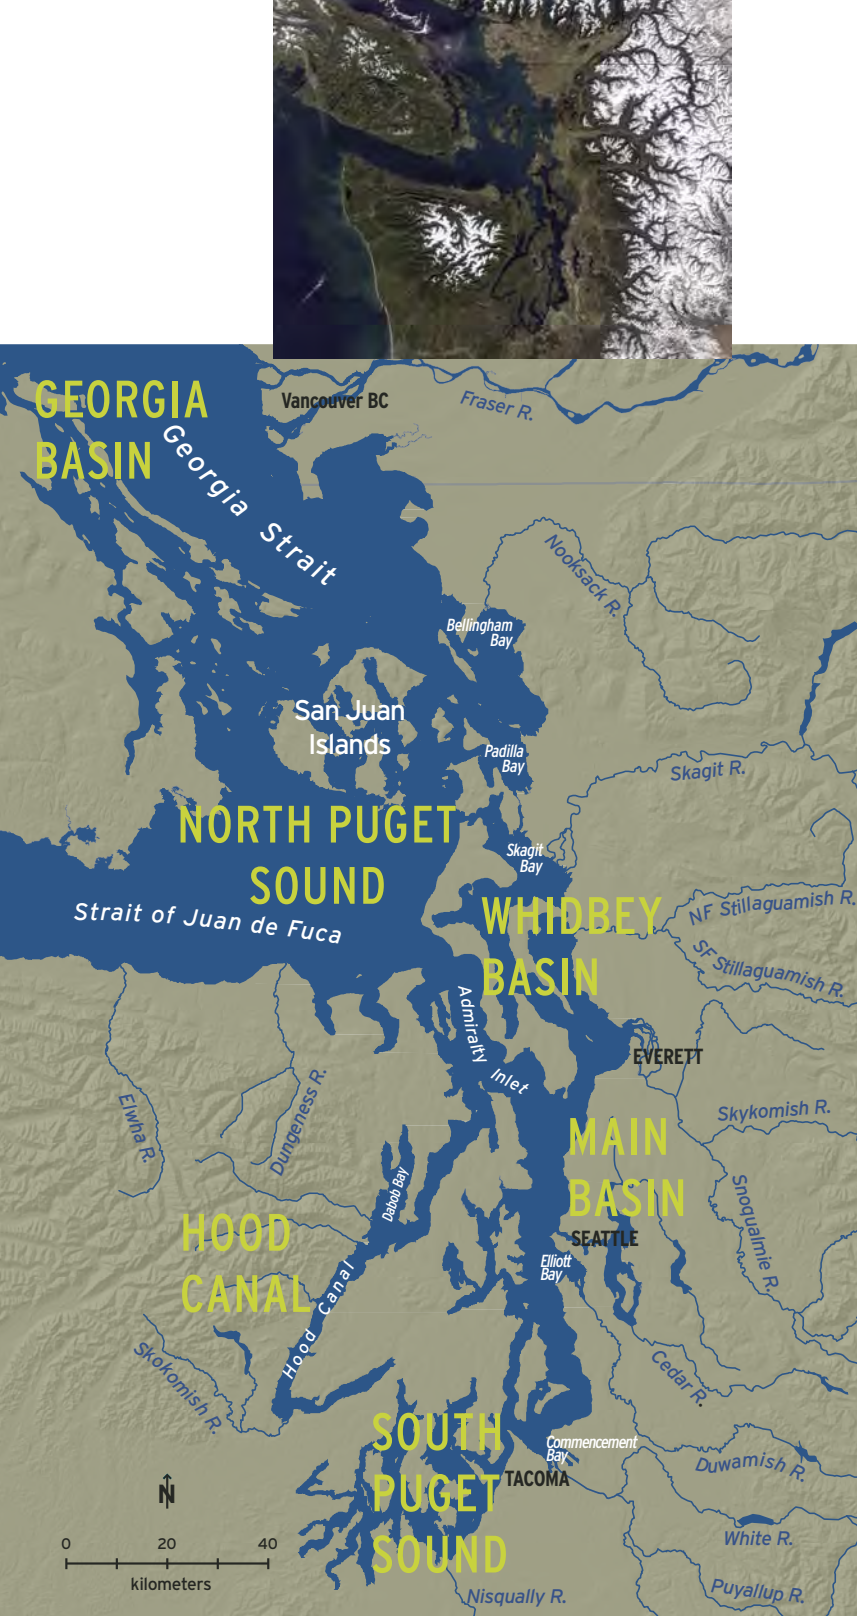 GEORGIA
BASIN
Vancouver BC
Fraser R.
Georgia Strait
Nooksack R.
Bellingham
Bay
San Juan
Islands
Padilla
Bay
Skagit R.
NORTH PUGET
SOUND
Skagit
Bay
Strait of Juan de Fuca
WHIDBEY
BASIN
NF Stillaguamish R.
SF Stillaguamish R.
Admiralty
Inlet
EVERETT
Elwha R.
Dungeness R.
Skykomish R.
MAIN
BASIN
Dabob Bay
Snoqualmie R.
HOOD
CANAL
SEATTLE
Elliott
Bay
Hood Canal
Skokomish R.
Cedar R.
SOUTH
PUGET
SOUND
Commencement
Bay
TACOMA
Duwamish R.
N
0 20 40
kilometers
White R.
Puyallup R.
Nisqually R.